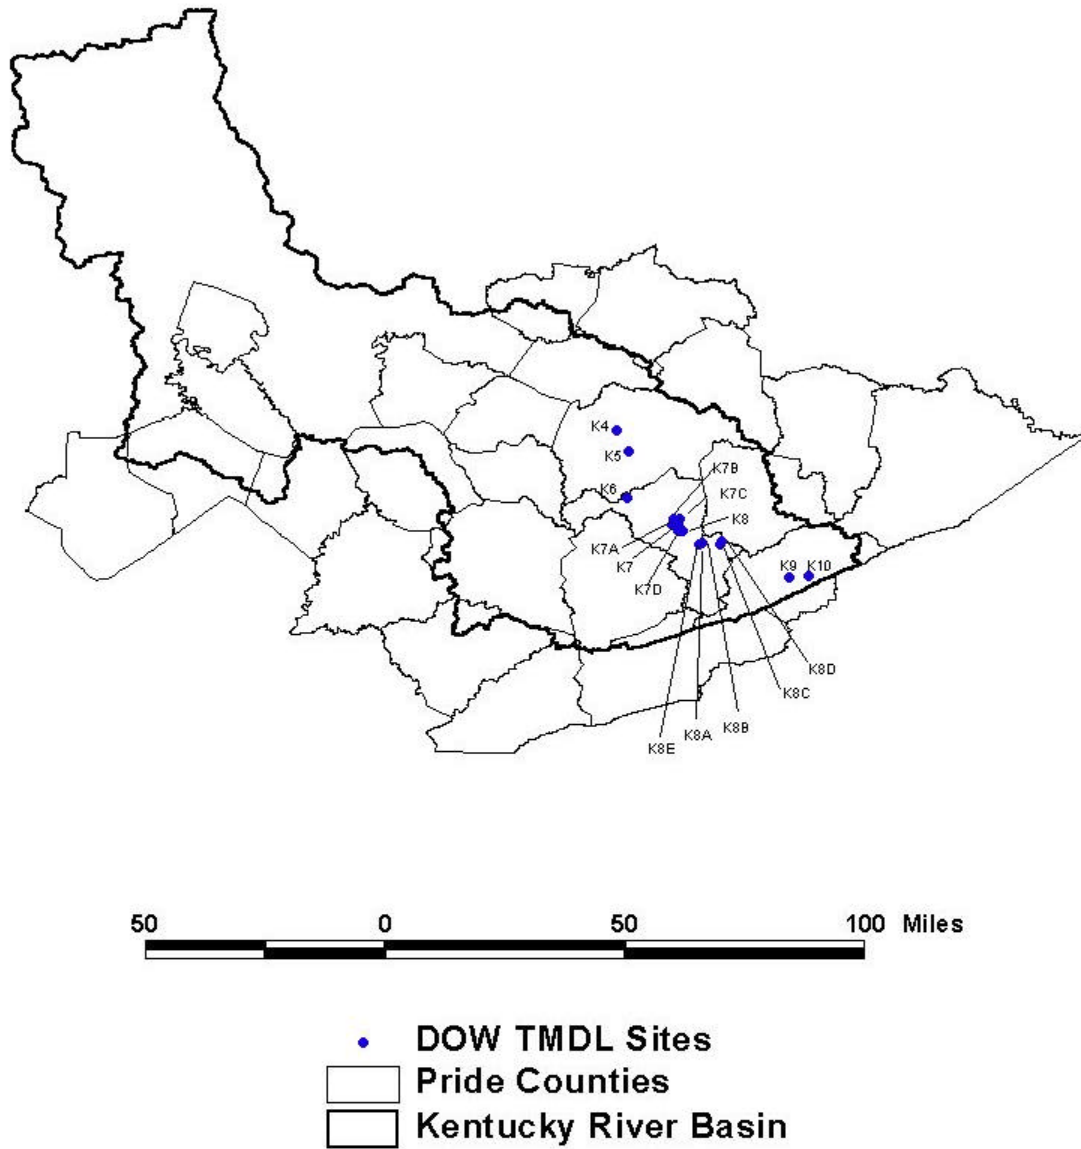 K4
K5
K7B
K6
K7C
K8
K7A
K7
K7D
K9 K10
K8D
K8C
K8B
K8A
K8E
50 0 50 100 Miles
DOW TMDL Sites
Pride Counties
Kentucky River Basin